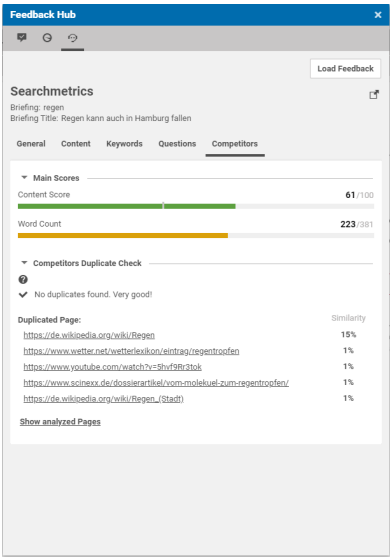 Feedback Hub
Load Feedback
Searchmetrics
Briefing: regen
Briefing Title: Regen kann auch in Hamburg fallen
General Content Keywords Questions Competitors
Main Scores
Content Score 61/100
Word Count 223/381
Competitors Duplicate Check
No duplicates found. Very good!
Duplicated Page: Similarity
https://de.wikipedia.org/wiki/Regen 15%
https://www.wetter.net/wetterlexikon/eintrag/regentropfen 1%
https://www.youtube.com/watch?v=5hvf9Rr3tok 1%
https://www.scinexx.de/dossierartikel/vom-molekuel-zum-regentropfen/ 1%
https://de.wikipedia.org/wiki/Regen_(Stadt) 1%
Show analyzed Pages